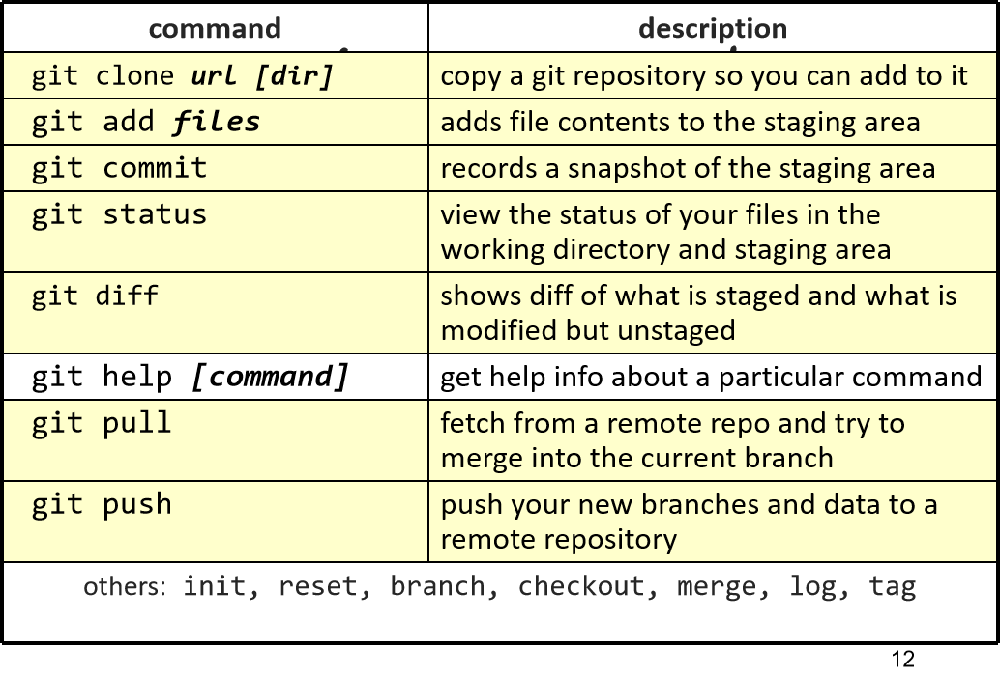 command description
git clone url [dir] copy a git repository so you can add to it
git add files adds file contents to the staging area
git commit records a snapshot of the staging area
git status view the status of your files in the
working directory and staging area
git diff shows diff of what is staged and what is
modified but unstaged
git help [command] get help info about a particular command
git pull fetch from a remote repo and try to
merge into the current branch
git push push your new branches and data to a
remote repository
others: init, reset, branch, checkout, merge, log, tag
12